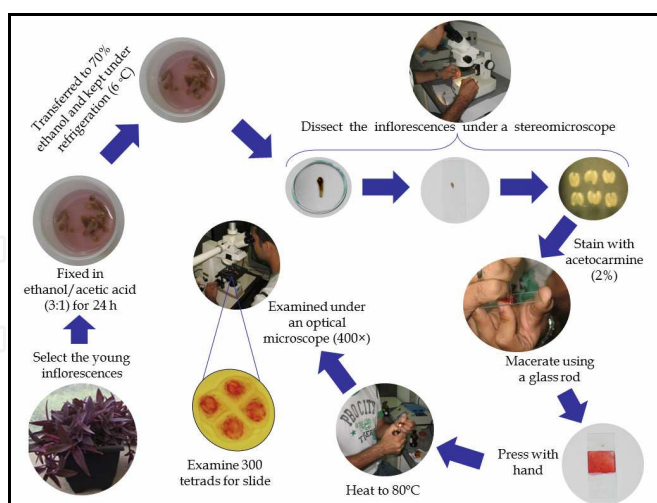 Select the young
inflorescences
Fixed in
ethanol/acetic acid
(3:1) for 24 h
Transferred to 70%
ethanol and kept under
refrigeration (6 °C)
Dissect the inflorescences under a stereomicroscope
Stain with
acetocarmine
(2%)
Macerate using
a glass rod
Press with
hand
Heat to 80°C
PROCITY
Examined under
an optical
microscope (400×)
Examine 300
tetrads for slide